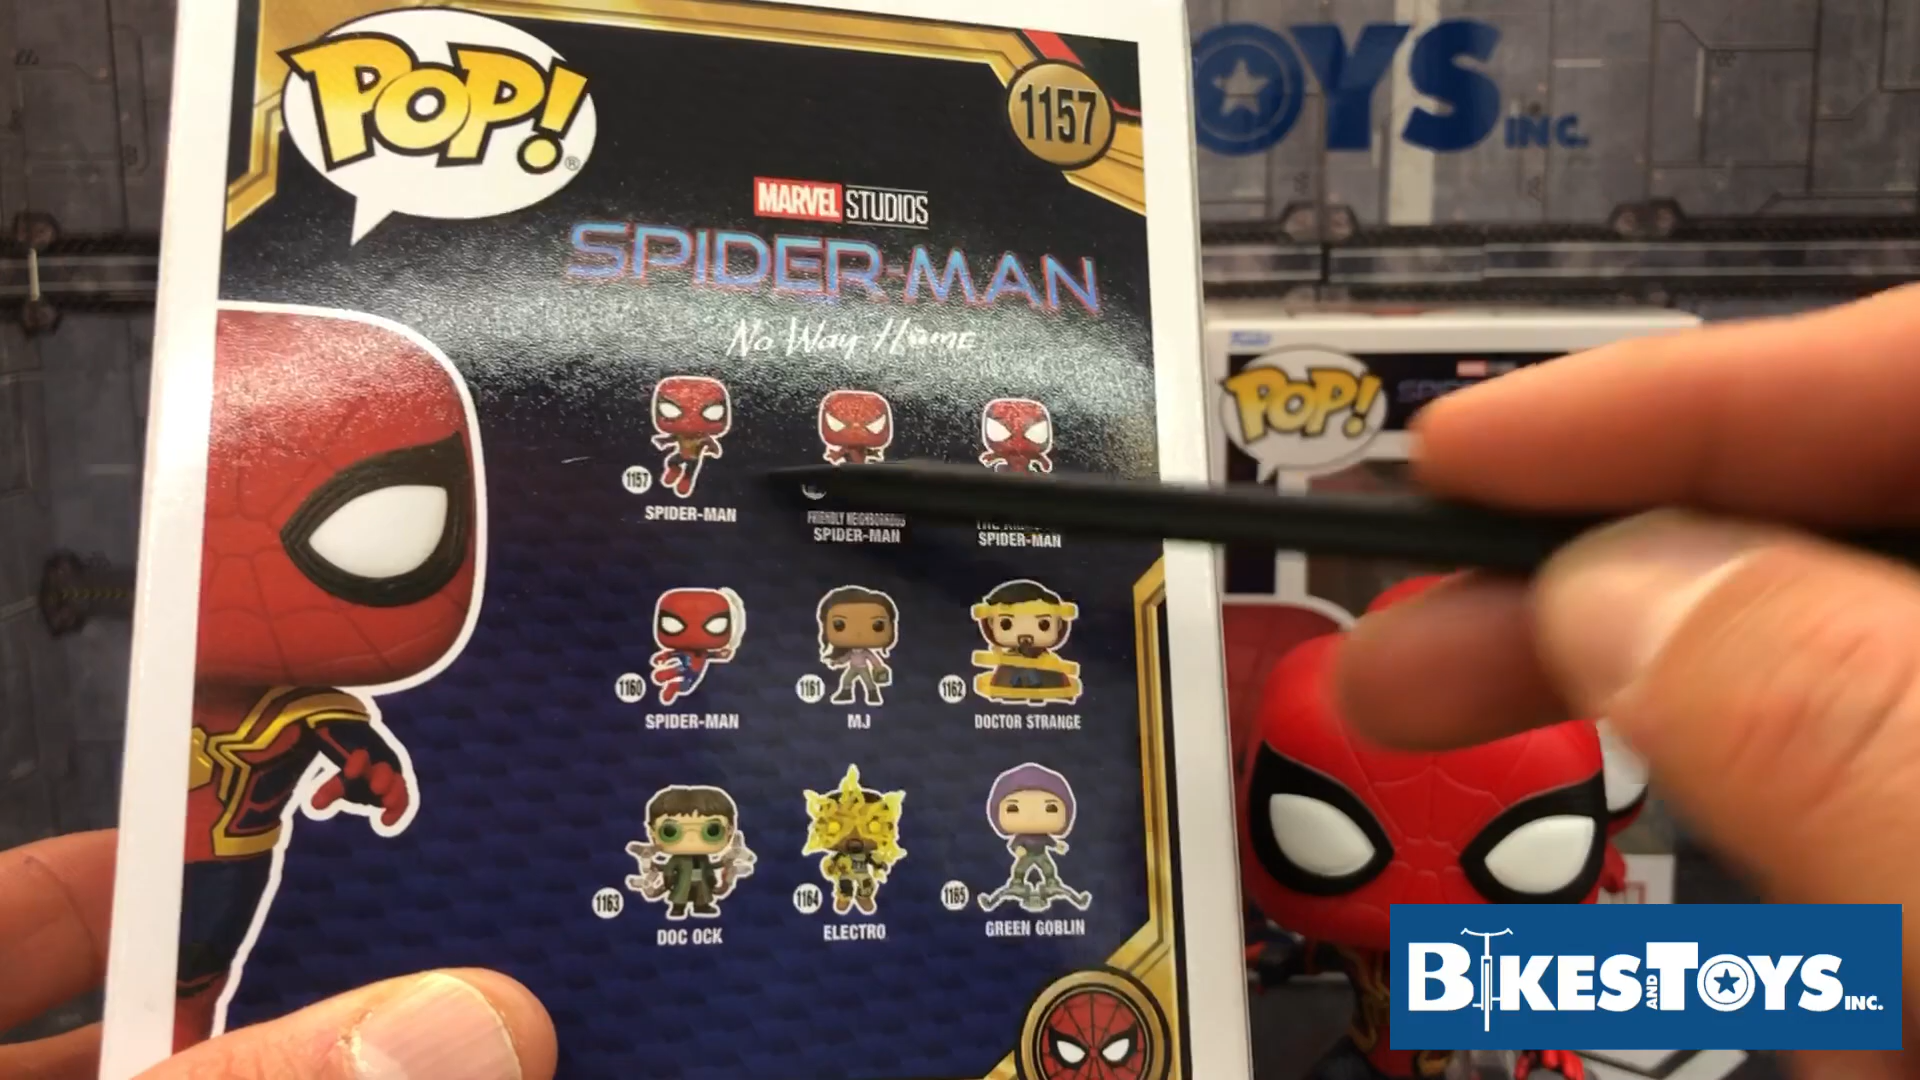 POP!
®
1157
MARVEL STUDIOS
SPIDER-MAN
No Way Home
1157
SPIDER-MAN
FRIENDLY NEIGHBORHOOD
SPIDER-MAN
SPIDER-MAN
1160
SPIDER-MAN
1161
MJ
1162
DOCTOR STRANGE
1163
DOC OCK
1164
ELECTRO
1165
GREEN GOBLIN
TOYS INC.
Funko
POP!
BIKES AND TOYS INC.